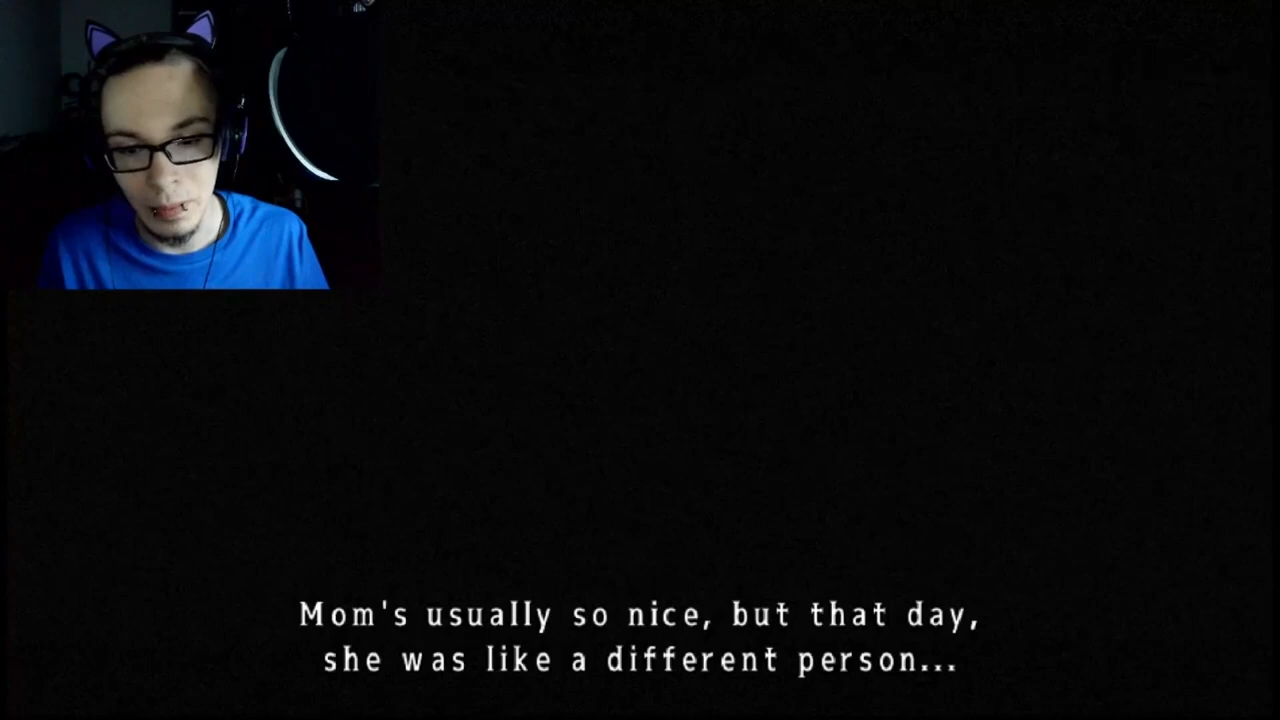 Mom's usually so nice, but that day,
she was like a different person...